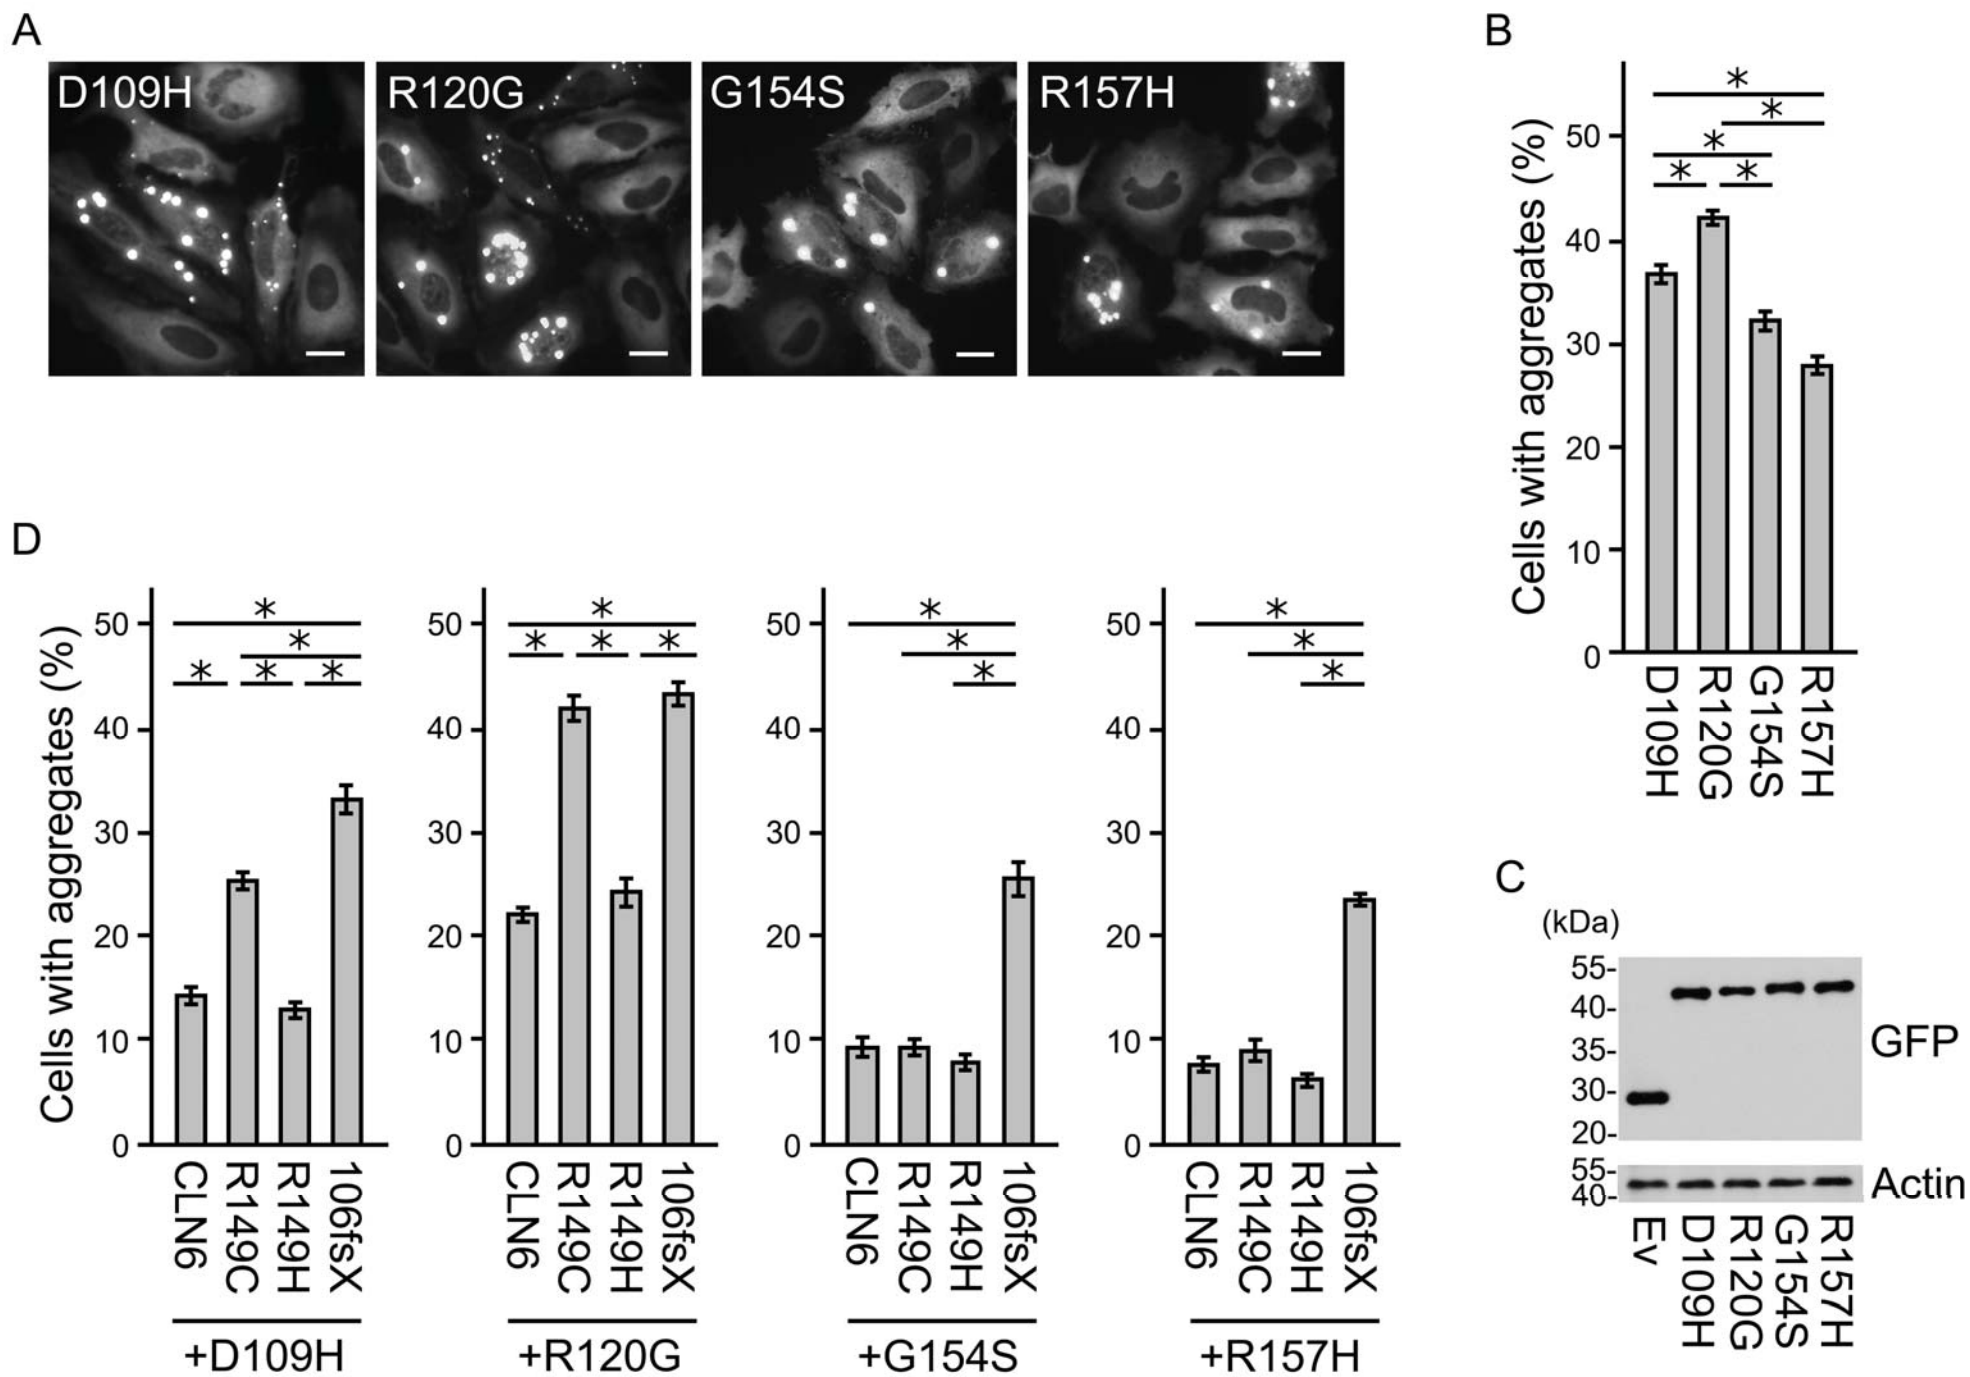 A
D109H
R120G
G154S
R157H
B
Cells with aggregates (%)
50
40
30
20
10
0
*
*
*
*
*
D109H
R120G
G154S
R157H
C
(kDa)
55-
40-
35-
30-
20-
GFP
55-
40-
Actin
Ev
D109H
R120G
G154S
R157H
D
Cells with aggregates (%)
50
40
30
20
10
0
*
*
*
*
*
CLN6
R149C
R149H
106fsX
+D109H
50
40
30
20
10
0
*
*
*
*
CLN6
R149C
R149H
106fsX
+R120G
50
40
30
20
10
0
*
*
*
CLN6
R149C
R149H
106fsX
+G154S
50
40
30
20
10
0
*
*
*
CLN6
R149C
R149H
106fsX
+R157H